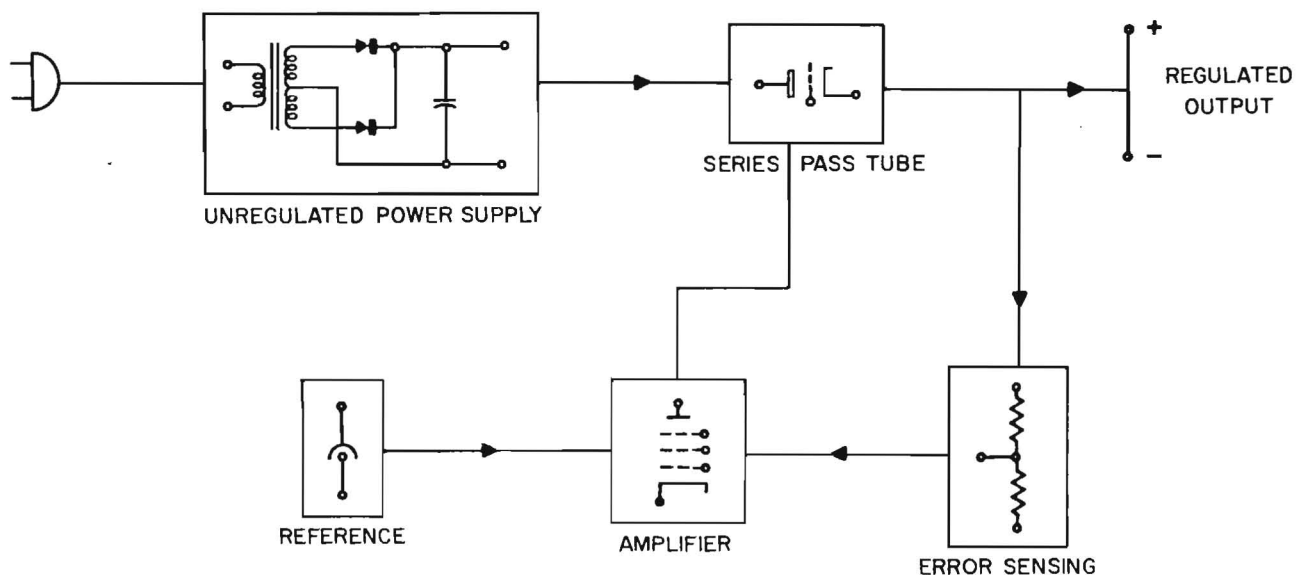 +
REGULATED
OUTPUT
−
SERIES PASS TUBE
UNREGULATED POWER SUPPLY
REFERENCE
AMPLIFIER
ERROR SENSING